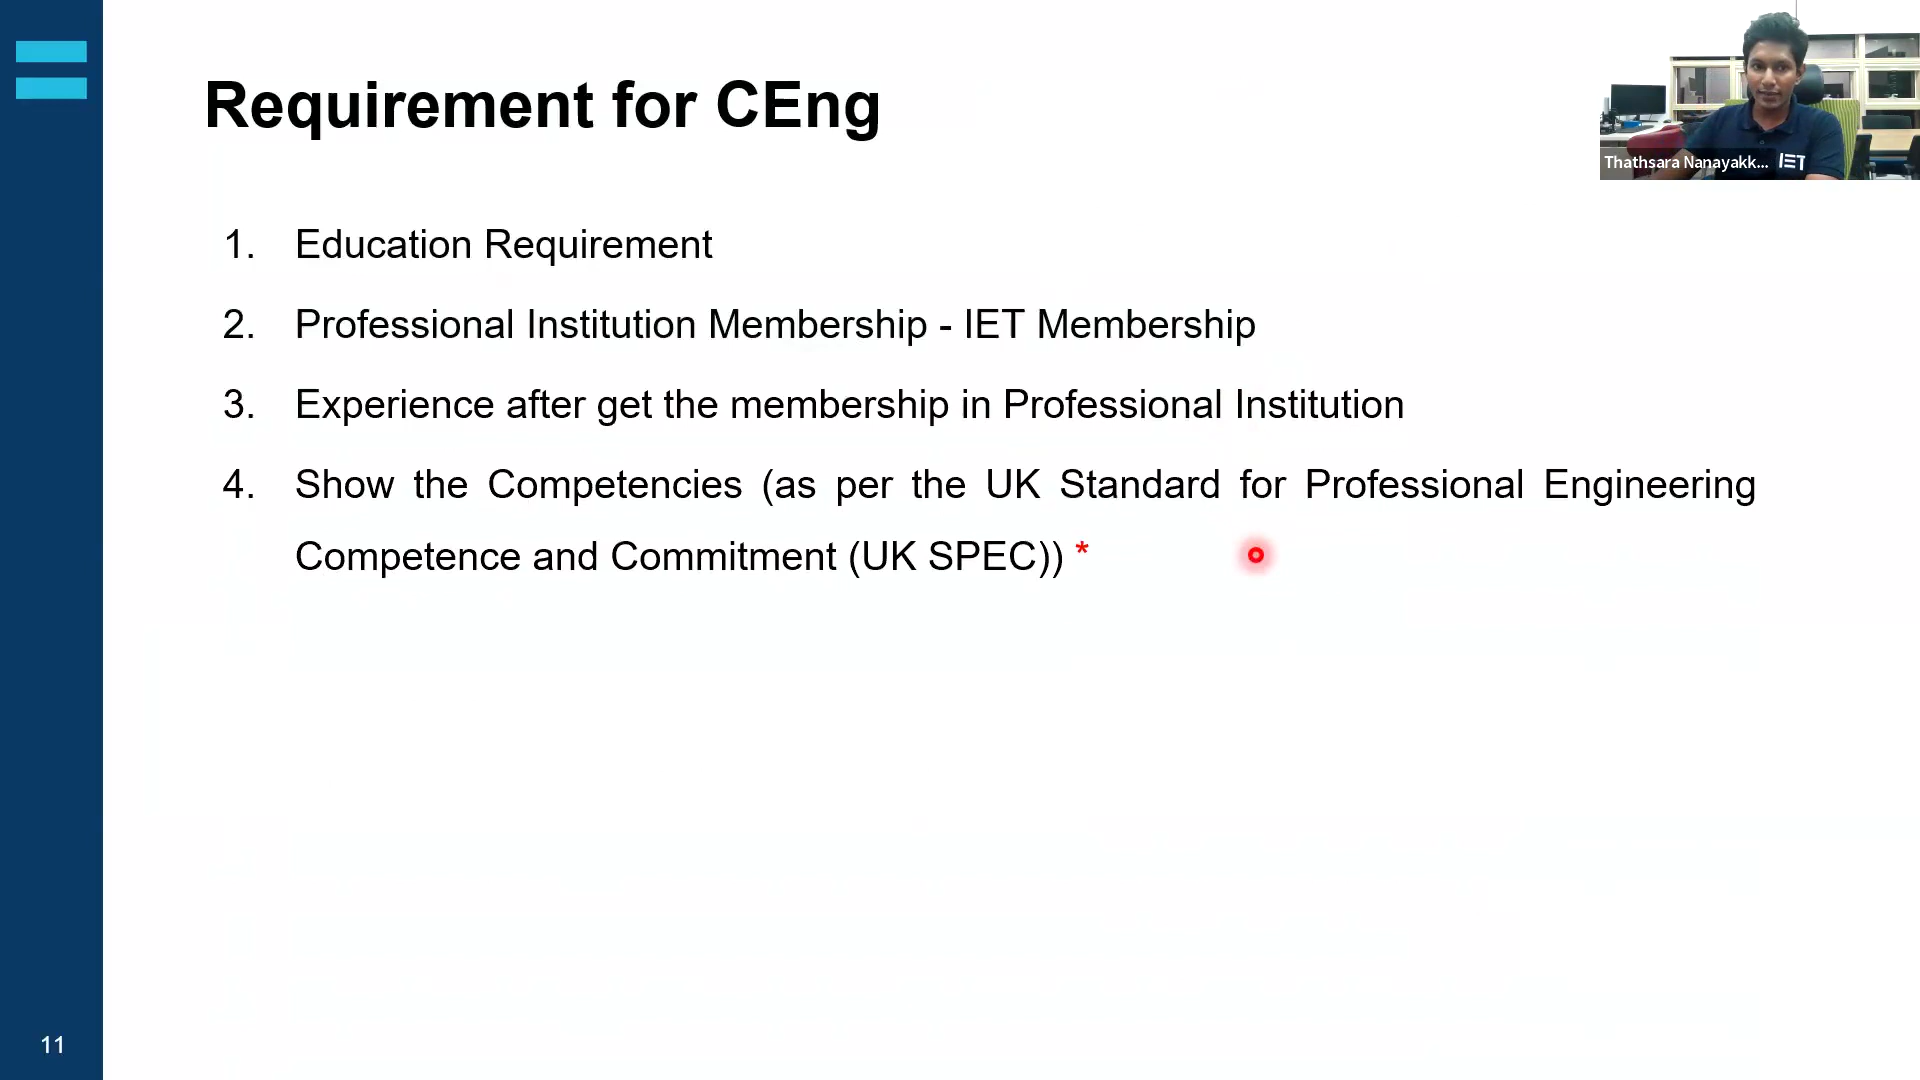 Requirement for CEng
Thathsara Nanayakk... IET
1. Education Requirement
2. Professional Institution Membership - IET Membership
3. Experience after get the membership in Professional Institution
4. Show the Competencies (as per the UK Standard for Professional Engineering
Competence and Commitment (UK SPEC)) *
11